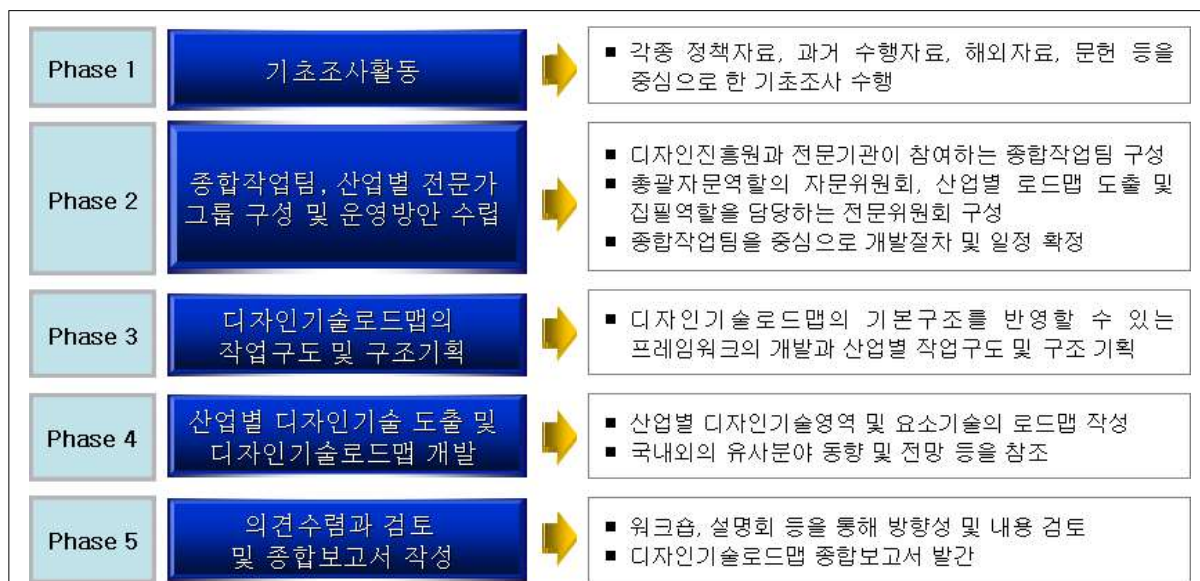 Phase 1
기초조사활동
▪ 각종 정책자료, 과거 수행자료, 해외자료, 문헌 등을
중심으로 한 기초조사 수행
Phase 2
종합작업팀, 산업별 전문가
그룹 구성 및 운영방안 수립
▪ 디자인진흥원과 전문기관이 참여하는 종합작업팀 구성
▪ 총괄자문역할의 자문위원회, 산업별 로드맵 도출 및
집필역할을 담당하는 전문위원회 구성
▪ 종합작업팀을 중심으로 개발절차 및 일정 확정
Phase 3
디자인기술로드맵의
작업구도 및 구조기획
▪ 디자인기술로드맵의 기본구조를 반영할 수 있는
프레임워크의 개발과 산업별 작업구도 및 구조 기획
Phase 4
산업별 디자인기술 도출 및
디자인기술로드맵 개발
▪ 산업별 디자인기술영역 및 요소기술의 로드맵 작성
▪ 국내외의 유사분야 동향 및 전망 등을 참조
Phase 5
의견수렴과 검토
및 종합보고서 작성
▪ 워크숍, 설명회 등을 통해 방향성 및 내용 검토
▪ 디자인기술로드맵 종합보고서 발간